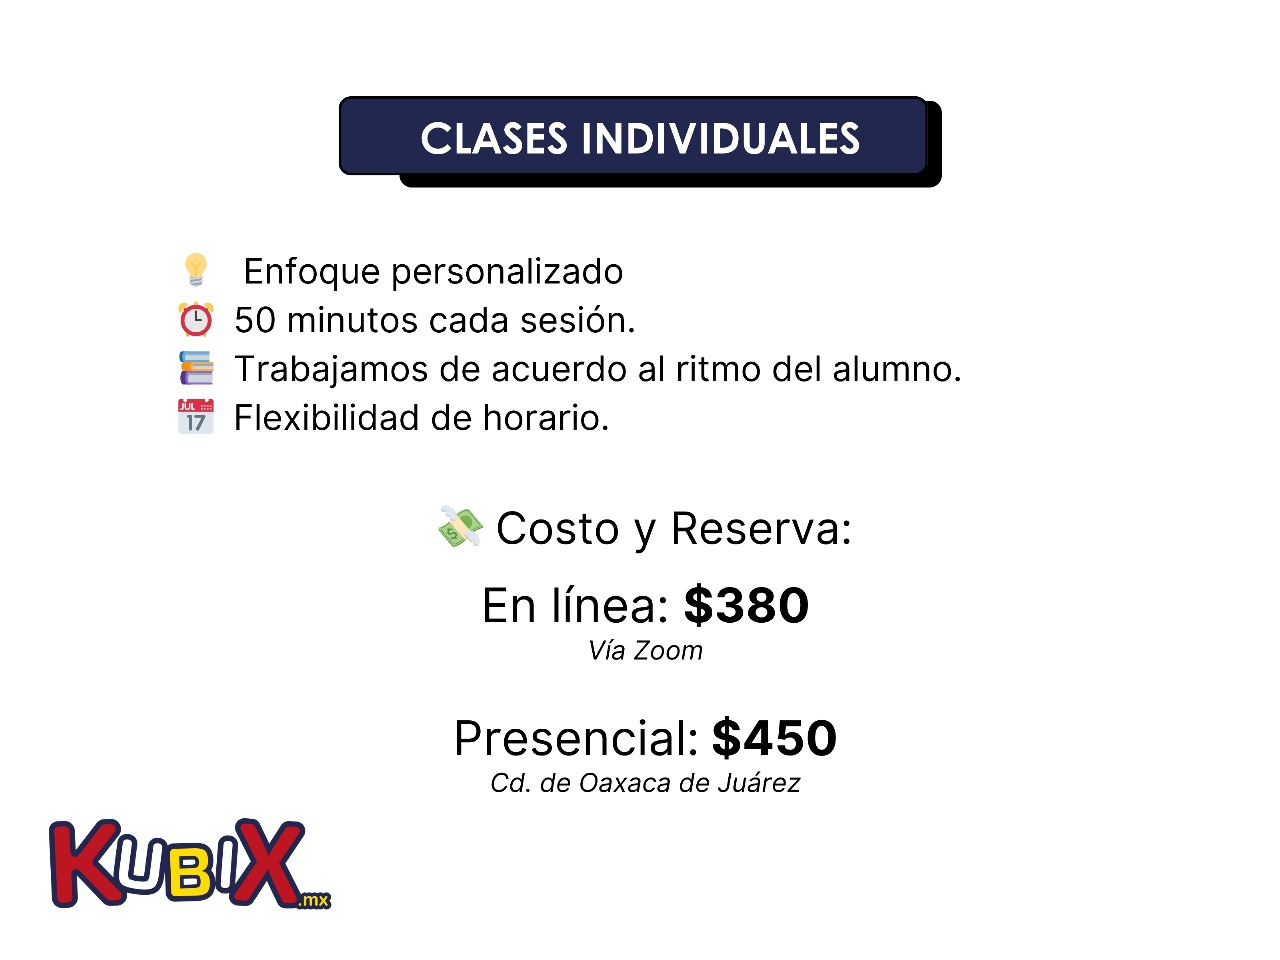 CLASES INDIVIDUALES
💡 Enfoque personalizado
⏰ 50 minutos cada sesión.
📚 Trabajamos de acuerdo al ritmo del alumno.
📅 Flexibilidad de horario.
💸 Costo y Reserva:
En línea: $380
Vía Zoom
Presencial: $450
Cd. de Oaxaca de Juárez
KUBIX.mx